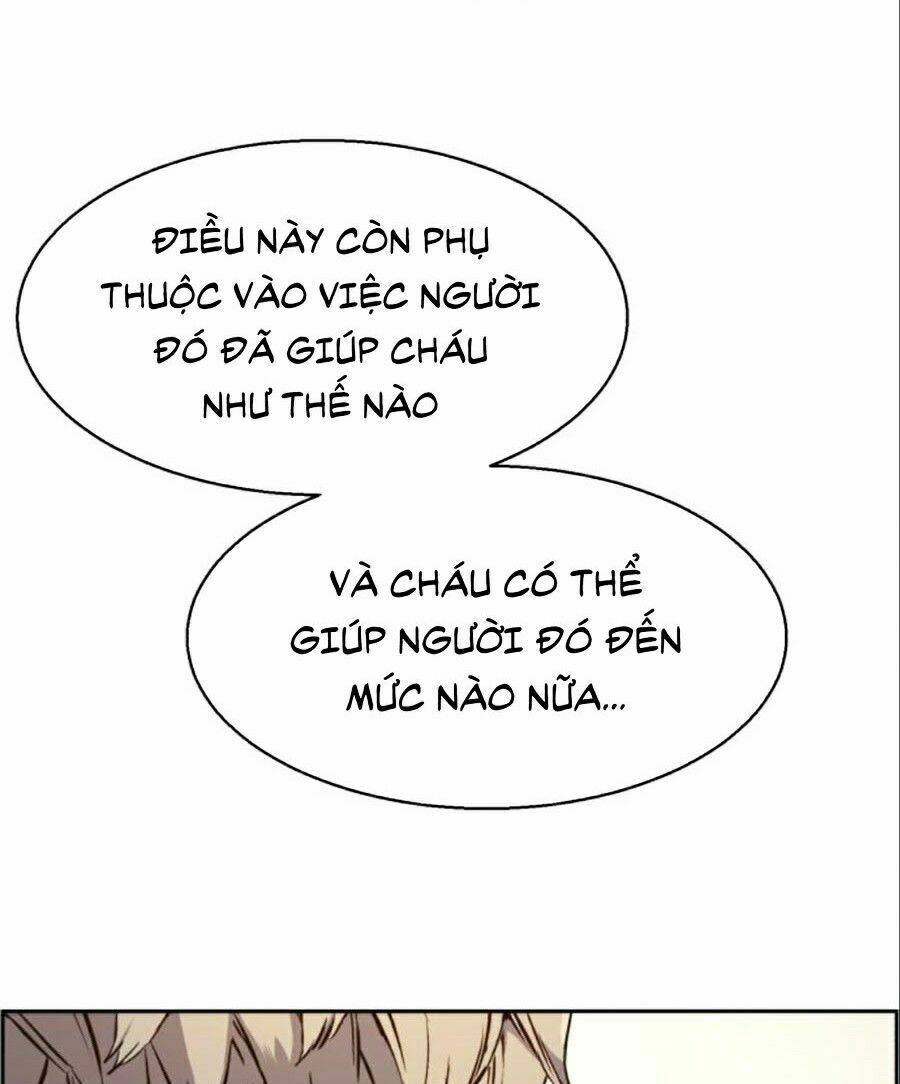 ĐIỀU NÀY CÒN PHỤ
THUỘC VÀO VIỆC NGƯỜI
ĐÓ ĐÃ GIÚP CHÁU
NHƯ THẾ NÀO
VÀ CHÁU CÓ THỂ
GIÚP NGƯỜI ĐÓ ĐẾN
MỨC NÀO NỮA...